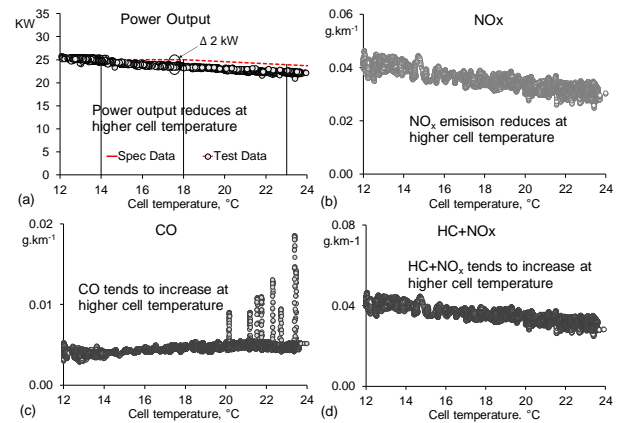 Power Output
KW
35
30
25
20
15
10
5
0
Δ 2 kW
Power output reduces at
higher cell temperature
Spec Data
Test Data
12 14 16 18 20 22 24
Cell temperature, °C
(a)
NOx
0.06
g.km⁻¹
0.04
0.02
0.00
NOₓ emisison reduces at
higher cell temperature
12 14 16 18 20 22 24
Cell temperature, °C
(b)
CO
0.02
g.km⁻¹
0.01
0.00
CO tends to increase at
higher cell temperature
12 14 16 18 20 22 24
Cell temperature, °C
(c)
HC+NOx
0.08
g.km-1
0.04
0.00
HC+NOₓ tends to increase at
higher cell temperature
12 14 16 18 20 22 24
Cell temperature. °C
(d)